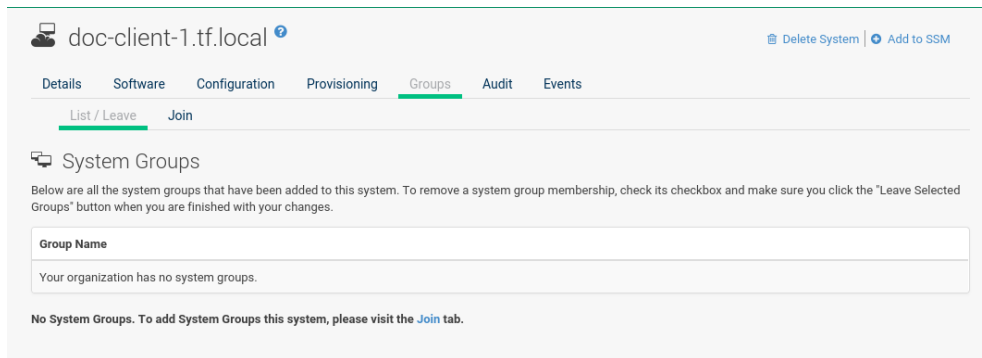 doc-client-1.tf.local ?
Delete System | Add to SSM
Details Software Configuration Provisioning Groups Audit Events
List / Leave Join
System Groups
Below are all the system groups that have been added to this system. To remove a system group membership, check its checkbox and make sure you click the "Leave Selected
Groups" button when you are finished with your changes.
Group Name
Your organization has no system groups.
No System Groups. To add System Groups this system, please visit the Join tab.